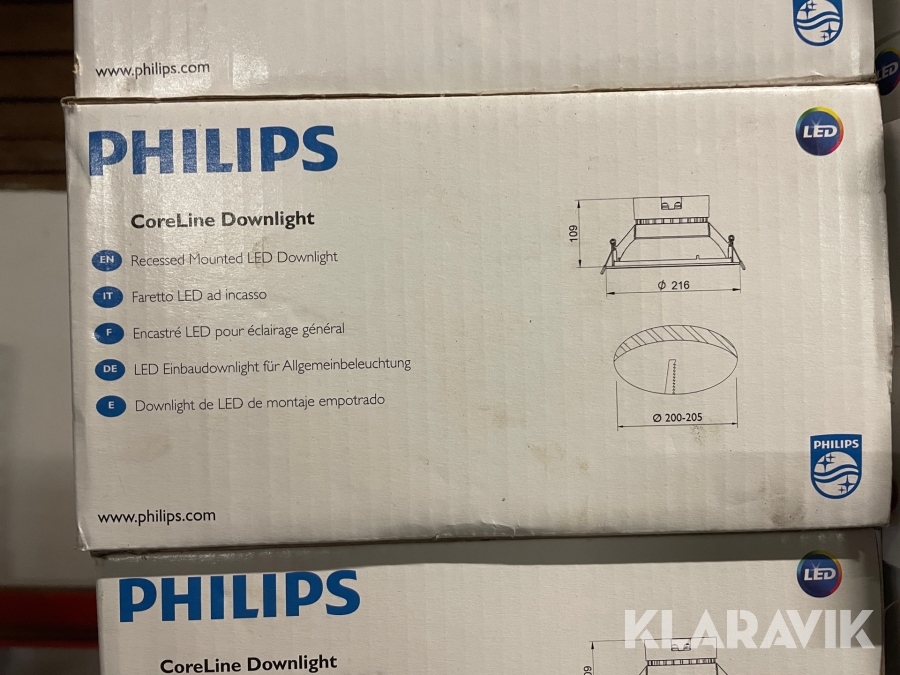 www.philips.com
LED
PHILIPS
LED
CoreLine Downlight
EN Recessed Mounted LED Downlight
IT Faretto LED ad incasso
F Encastré LED pour éclairage général
DE LED Einbaudownlight für Allgemeinbeleuchtung
E Downlight de LED de montaje empotrado
109
Φ 216
Ø 200-205
PHILIPS
www.philips.com
PHILIPS
LED
KLARAVIK
CoreLine Downlight